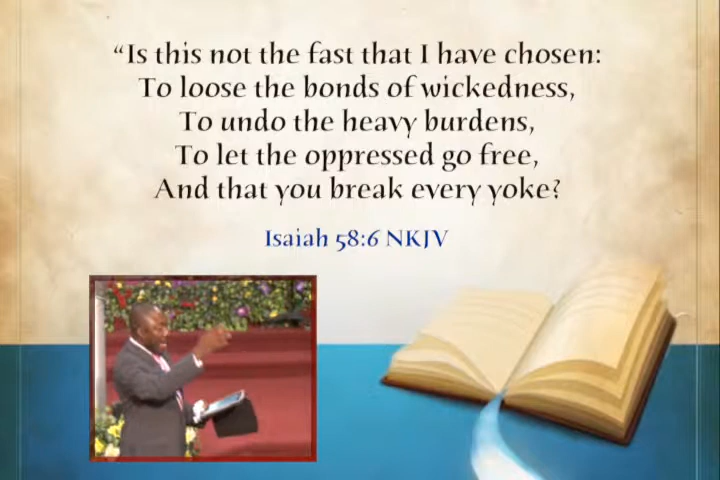 “Is this not the fast that I have chosen:
To loose the bonds of wickedness,
To undo the heavy burdens,
To let the oppressed go free,
And that you break every yoke?
Isaiah 58:6 NKJV